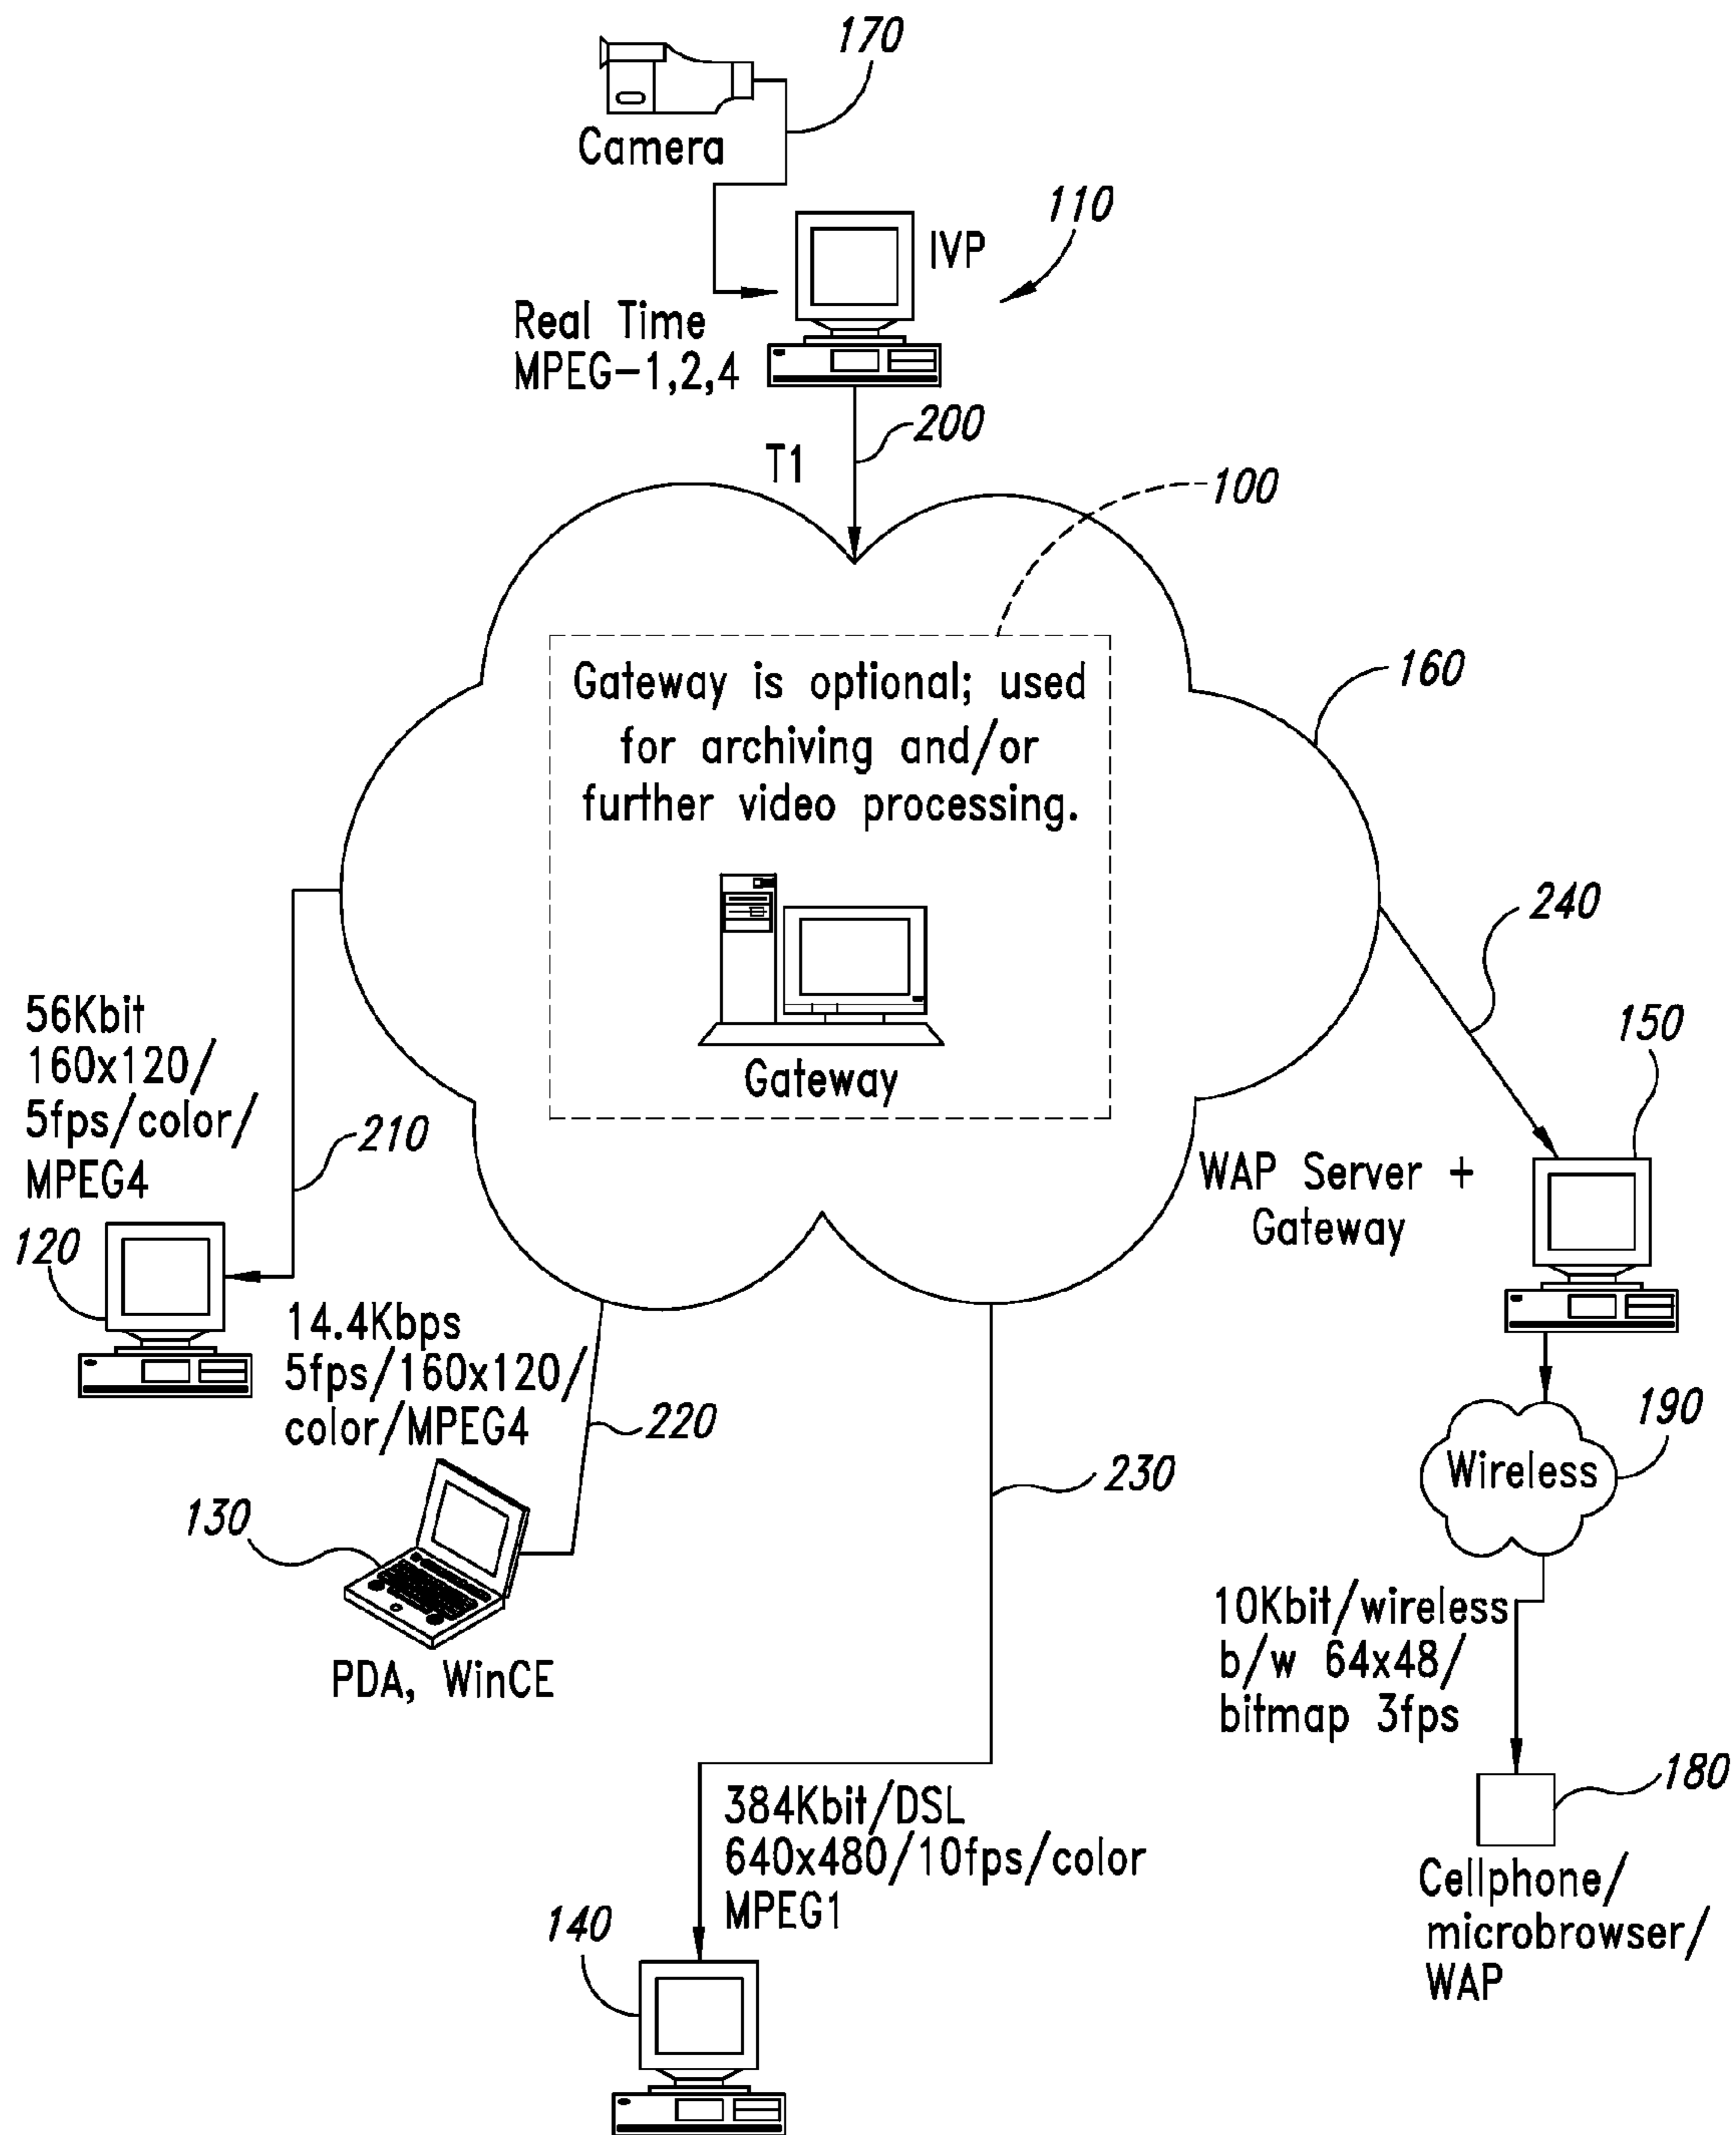 170
Camera
110
IVP
Real Time
MPEG-1,2,4
200
T1
100
Gateway is optional; used
for archiving and/or
further video processing.
160
Gateway
240
150
56Kbit
160x120/
5fps/color/
MPEG4
210
120
WAP Server +
Gateway
14.4Kbps
5fps/160x120/
color/MPEG4
220
130
PDA, WinCE
230
190
Wireless
10Kbit/wireless
b/w 64x48/
bitmap 3fps
180
Cellphone/
microbrowser/
WAP
384Kbit/DSL
640x480/10fps/color
MPEG1
140